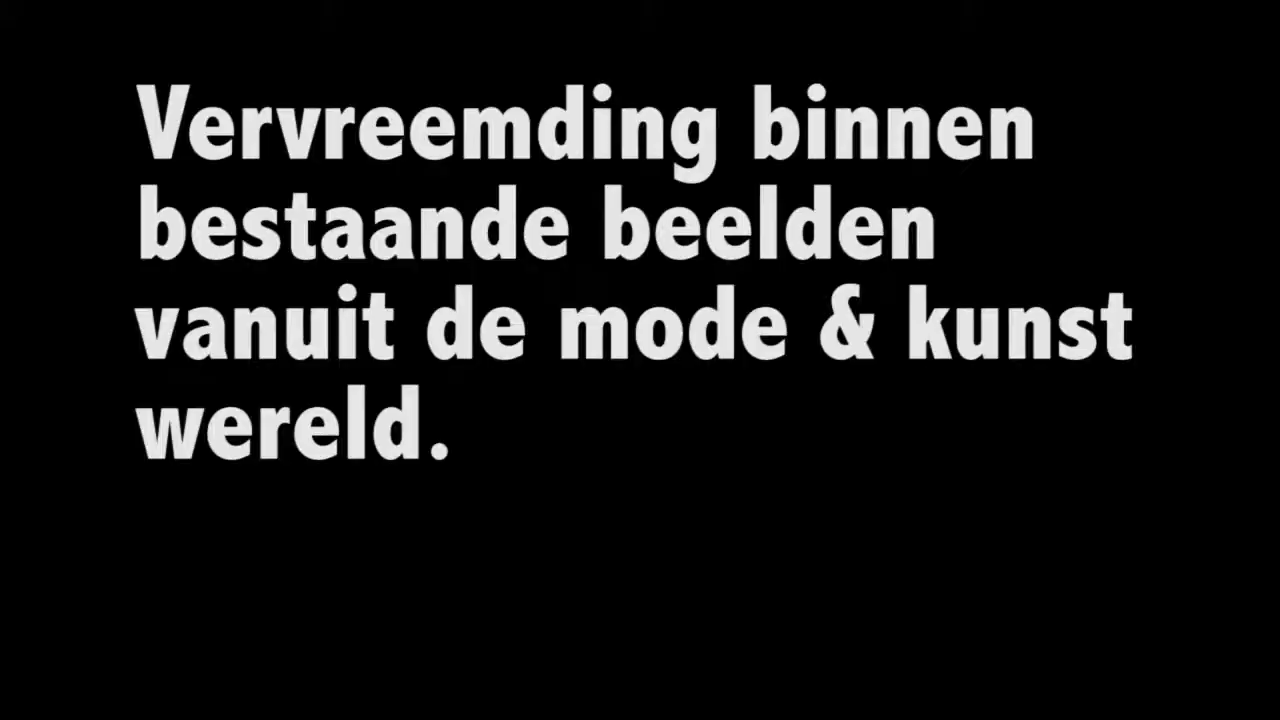 Vervreemding binnen
bestaande beelden
vanuit de mode & kunst
wereld.